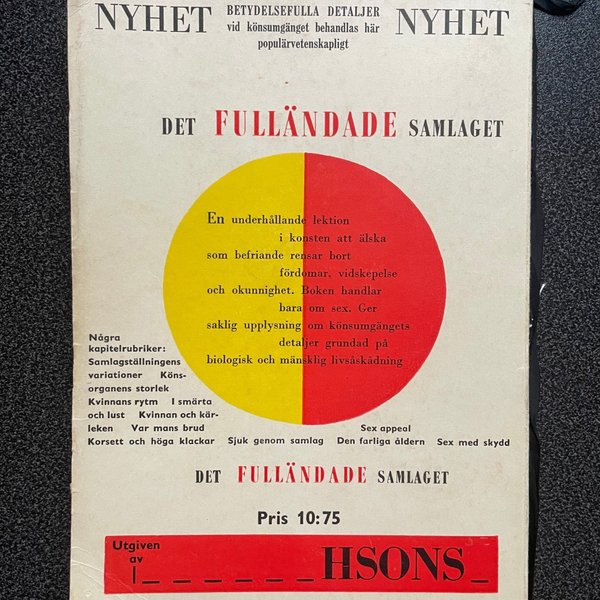 NYHET BETYDELSEFULLA DETALJER NYHET
vid könsumgänget behandlas här
populärvetenskapligt
DET FULLÄNDADE SAMLAGET
En underhållande lektion
i konsten att älska
som befriande rensar bort
fördomar, vidskepelse
och okunnighet. Boken handlar
bara om sex. Ger
saklig upplysning om könsumgängets
detaljer grundad på
biologisk och mänsklig livsåskådning
Några
kapitelrubriker:
Samlagställningens
variationer Köns-
organens storlek
Kvinnans rytm I smärta
och lust Kvinnan och kär-
leken Var mans brud Sex appeal
Korsett och höga klackar Sjuk genom samlag Den farliga åldern Sex med skydd
DET FULLÄNDADE SAMLAGET
Pris 10:75
Utgiven
av
HSONS